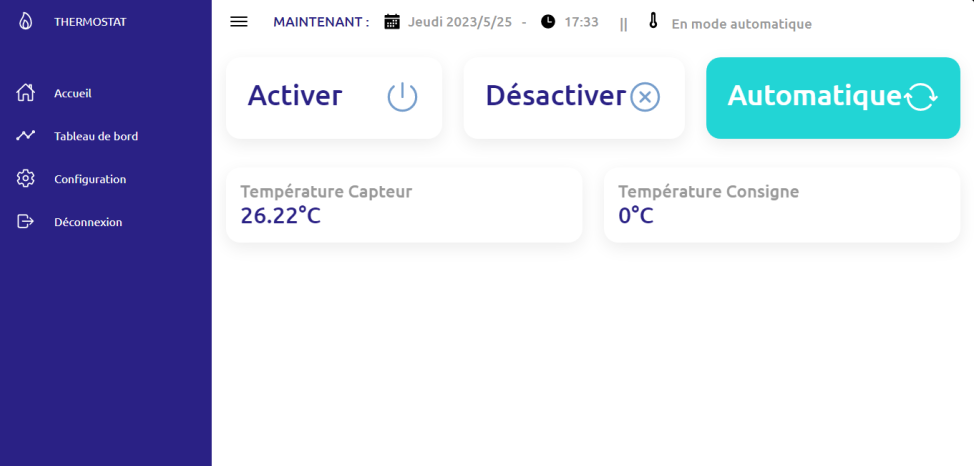 THERMOSTAT
MAINTENANT : Jeudi 2023/5/25 - 17:33 || En mode automatique
Accueil
Tableau de bord
Configuration
Déconnexion
Activer
Désactiver
Automatique
Température Capteur
26.22°C
Température Consigne
0°C